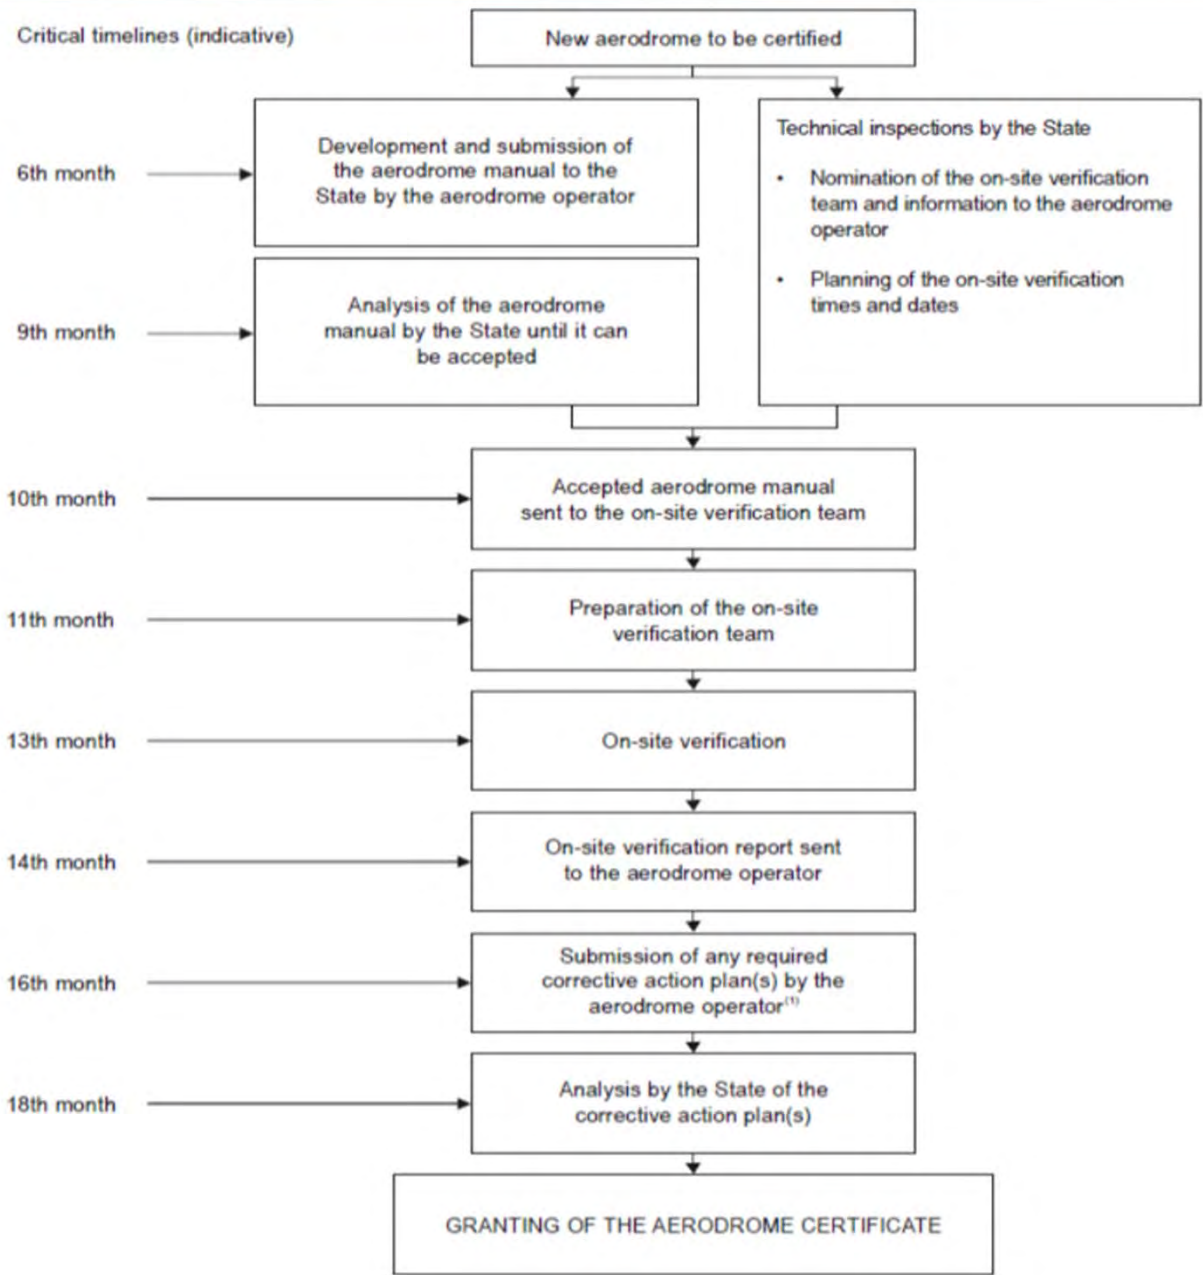 Critical timelines (indicative)
New aerodrome to be certified
6th month
Development and submission of
the aerodrome manual to the
State by the aerodrome operator
Technical inspections by the State
• Nomination of the on-site verification
team and information to the aerodrome
operator
• Planning of the on-site verification
times and dates
9th month
Analysis of the aerodrome
manual by the State until it can
be accepted
10th month
Accepted aerodrome manual
sent to the on-site verification team
11th month
Preparation of the on-site
verification team
13th month
On-site verification
14th month
On-site verification report sent
to the aerodrome operator
16th month
Submission of any required
corrective action plan(s) by the
aerodrome operator(1)
18th month
Analysis by the State of the
corrective action plan(s)
GRANTING OF THE AERODROME CERTIFICATE